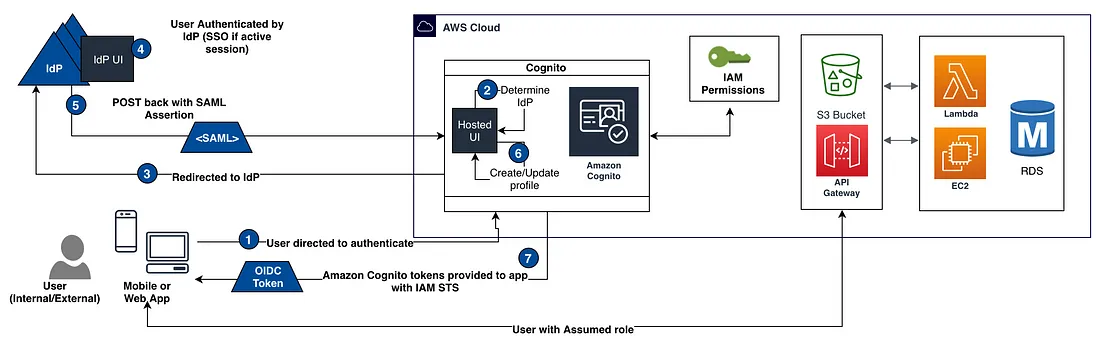 User Authenticated by
IdP (SSO if active
session)
4
IdP UI
IdP
5
POST back with SAML
Assertion
<SAML>
3
Redirected to IdP
AWS Cloud
Cognito
2
Determine
IdP
Hosted
UI
6
Create/Update
profile
Amazon
Cognito
IAM
Permissions
S3 Bucket
API
Gateway
Lambda
EC2
M
RDS
1
User directed to authenticate
7
OIDC
Token
Amazon Cognito tokens provided to app
with IAM STS
User
(Internal/External)
Mobile or
Web App
User with Assumed role